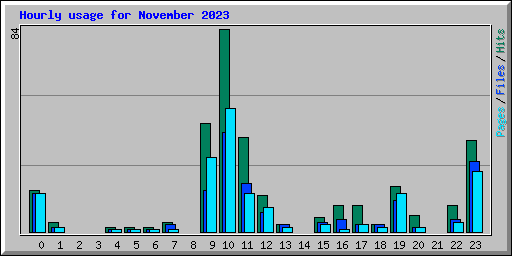 Hourly usage for November 2023
84
Pages/Files/Hits
0 1 2 3 4 5 6 7 8 9 10 11 12 13 14 15 16 17 18 19 20 21 22 23